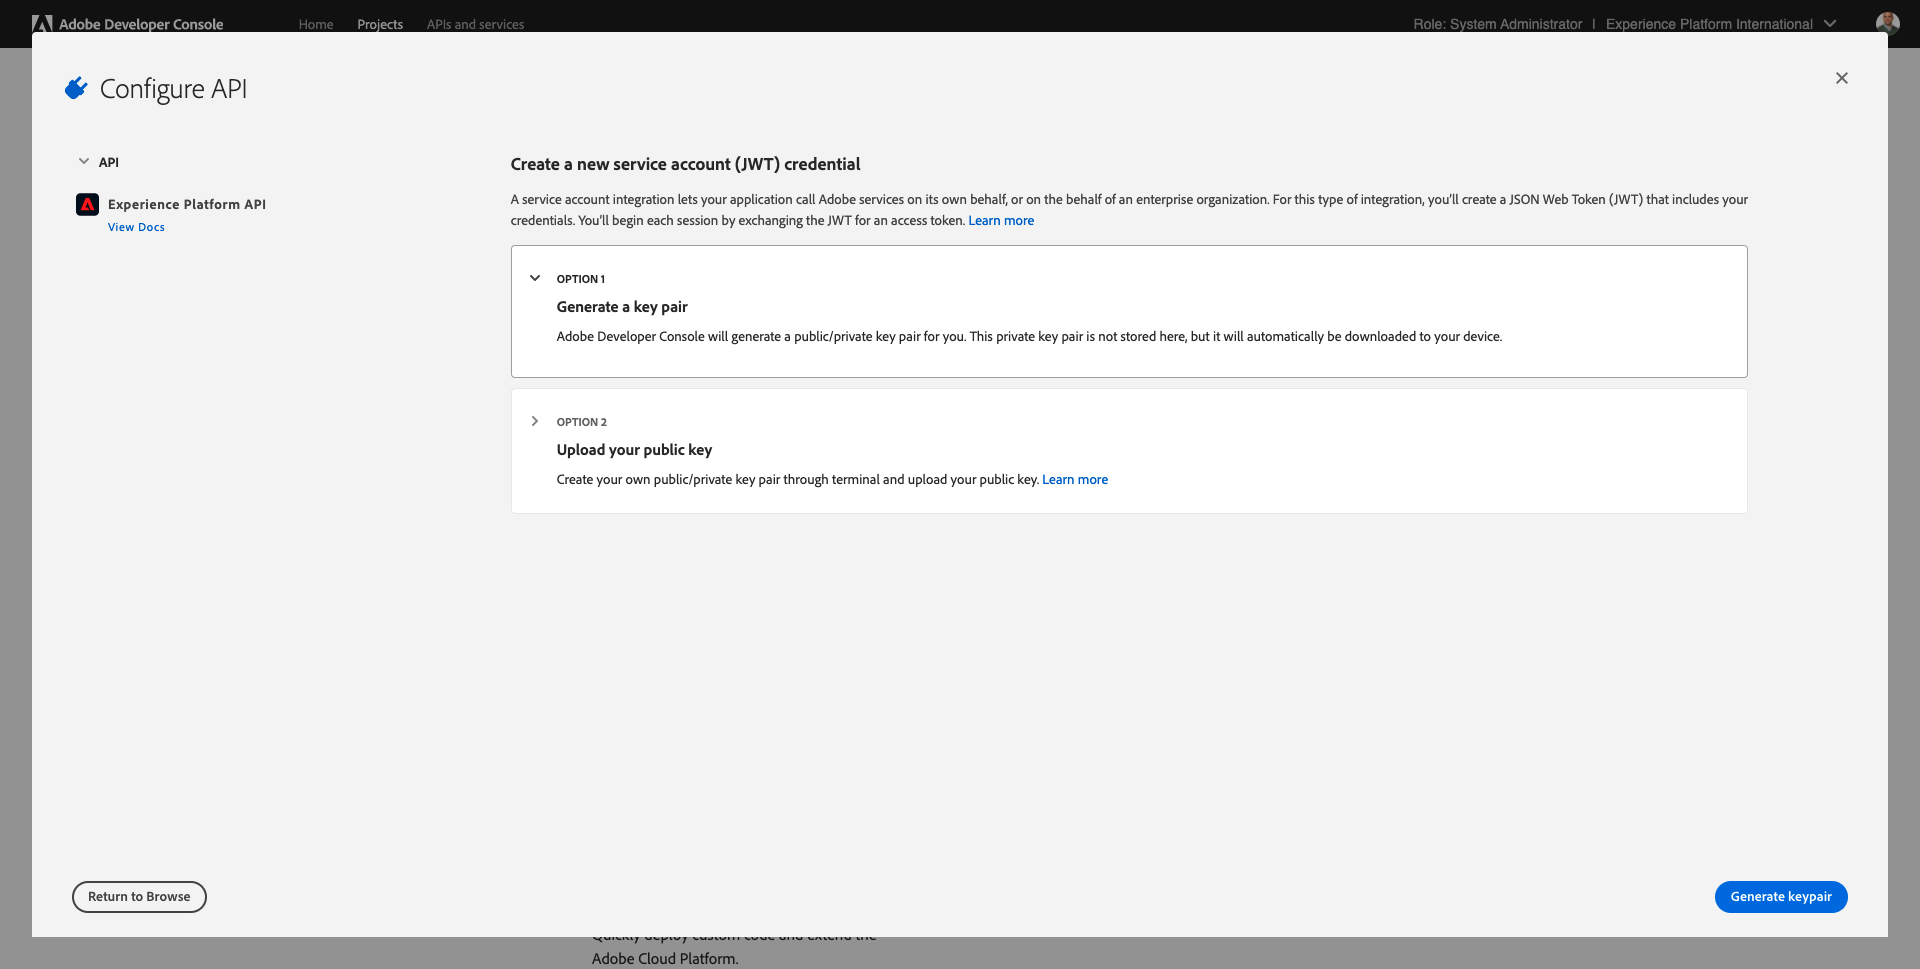 Adobe Developer Console
Home
Projects
APIs and services
Role: System Administrator | Experience Platform International
Configure API
API
Experience Platform API
View Docs
Create a new service account (JWT) credential
A service account integration lets your application call Adobe services on its own behalf, or on the behalf of an enterprise organization. For this type of integration, you'll create a JSON Web Token (JWT) that includes your
credentials. You'll begin each session by exchanging the JWT for an access token. Learn more
OPTION 1
Generate a key pair
Adobe Developer Console will generate a public/private key pair for you. This private key pair is not stored here, but it will automatically be downloaded to your device.
OPTION 2
Upload your public key
Create your own public/private key pair through terminal and upload your public key. Learn more
Return to Browse
Generate keypair
Quickly deploy custom code and extend the
Adobe Cloud Platform.